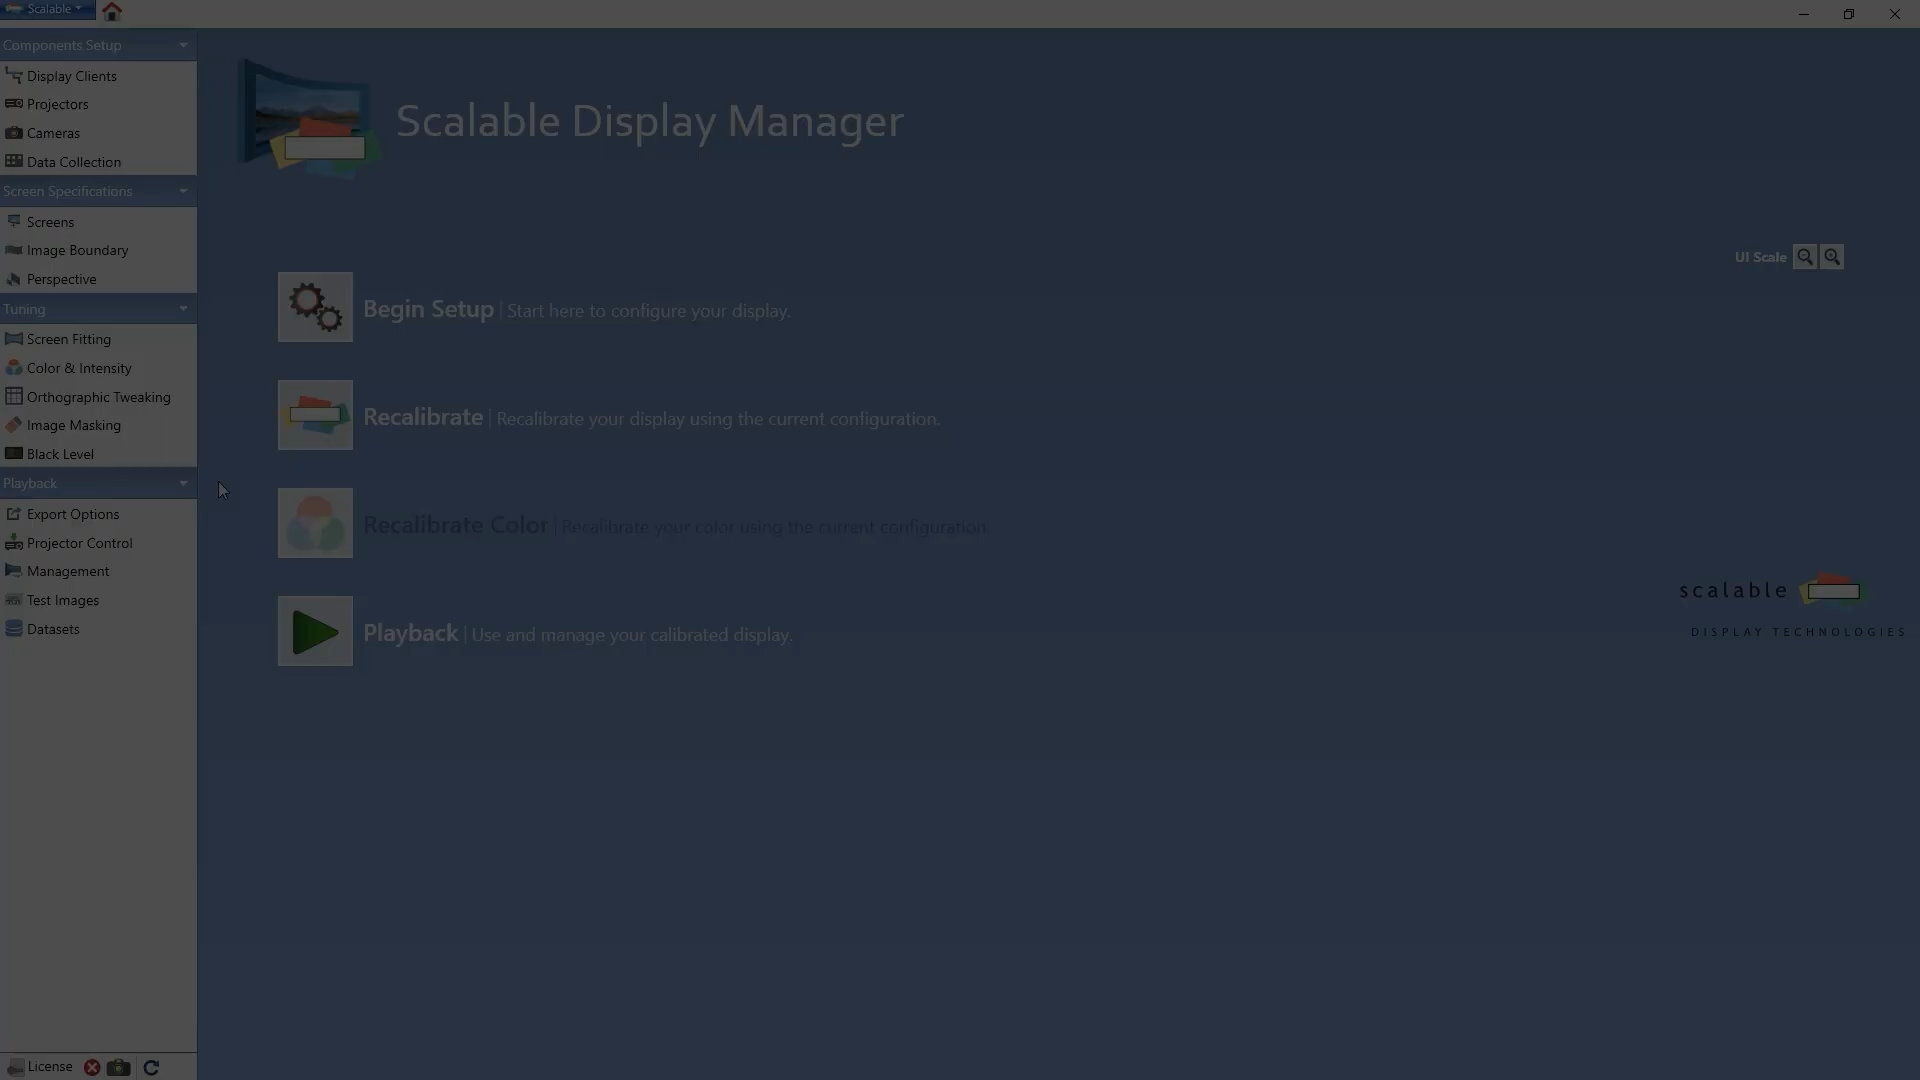 Scalable
Components Setup
Display Clients
Projectors
Cameras
Data Collection
Screen Specifications
Screens
Image Boundary
Perspective
Tuning
Screen Fitting
Color & Intensity
Orthographic Tweaking
Image Masking
Black Level
Playback
Export Options
Projector Control
Management
Test Images
Datasets
License
Scalable Display Manager
UI Scale
Begin Setup | Start here to configure your display.
Recalibrate | Recalibrate your display using the current configuration.
Recalibrate Color | Recalibrate your color using the current configuration.
Playback | Use and manage your calibrated display.
scalable
DISPLAY TECHNOLOGIES